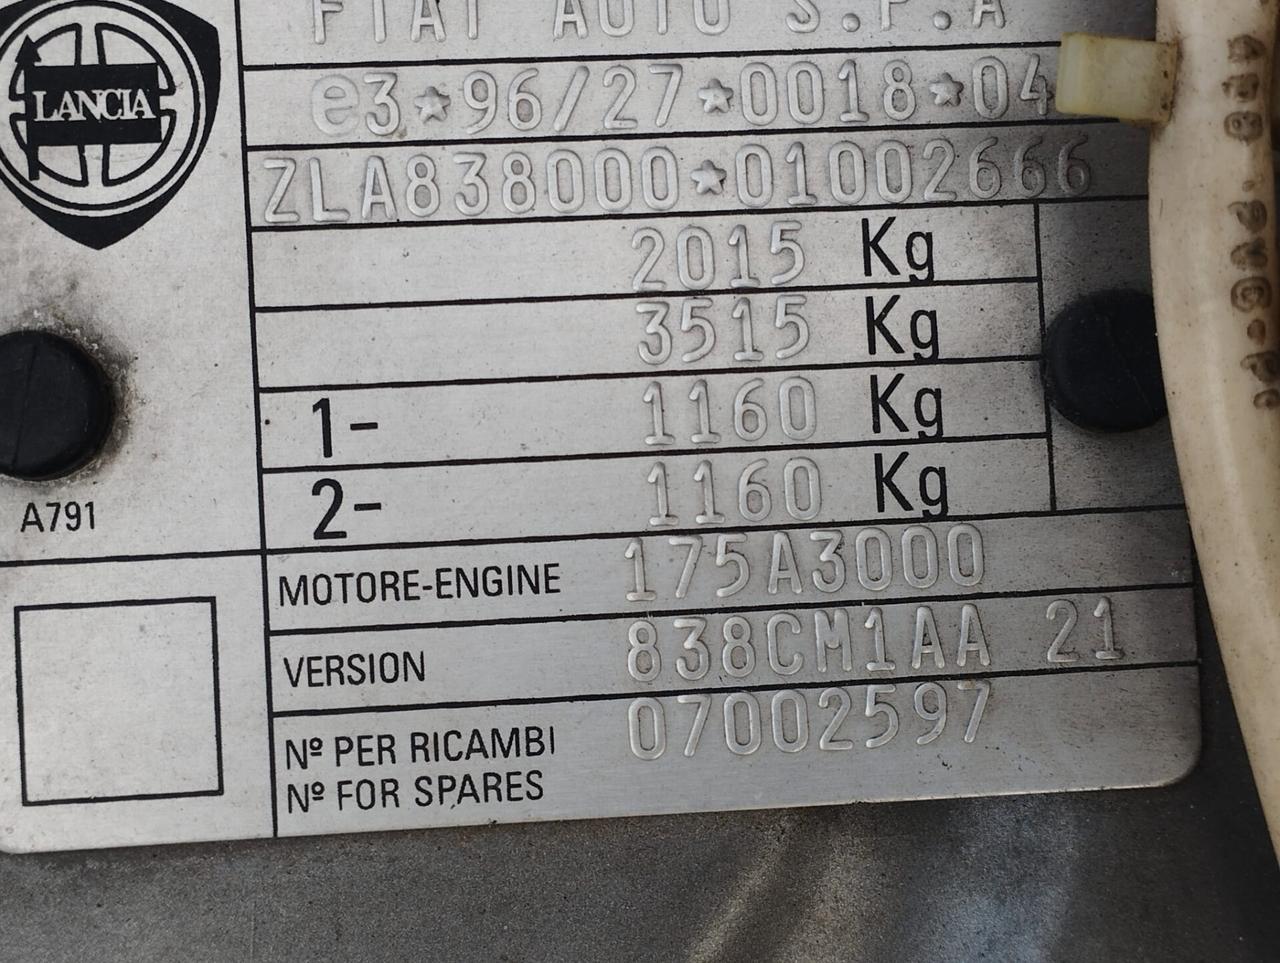 FIAT AUTO S.P.A
LANCIA
e3*96/27*0018*04
ZLA838000*01002666
2015 Kg
3515 Kg
1- 1160 Kg
2- 1160 Kg
A791
MOTORE-ENGINE 175A3000
VERSION 838CM1AA 21
Nº PER RICAMBI 07002597
Nº FOR SPARES